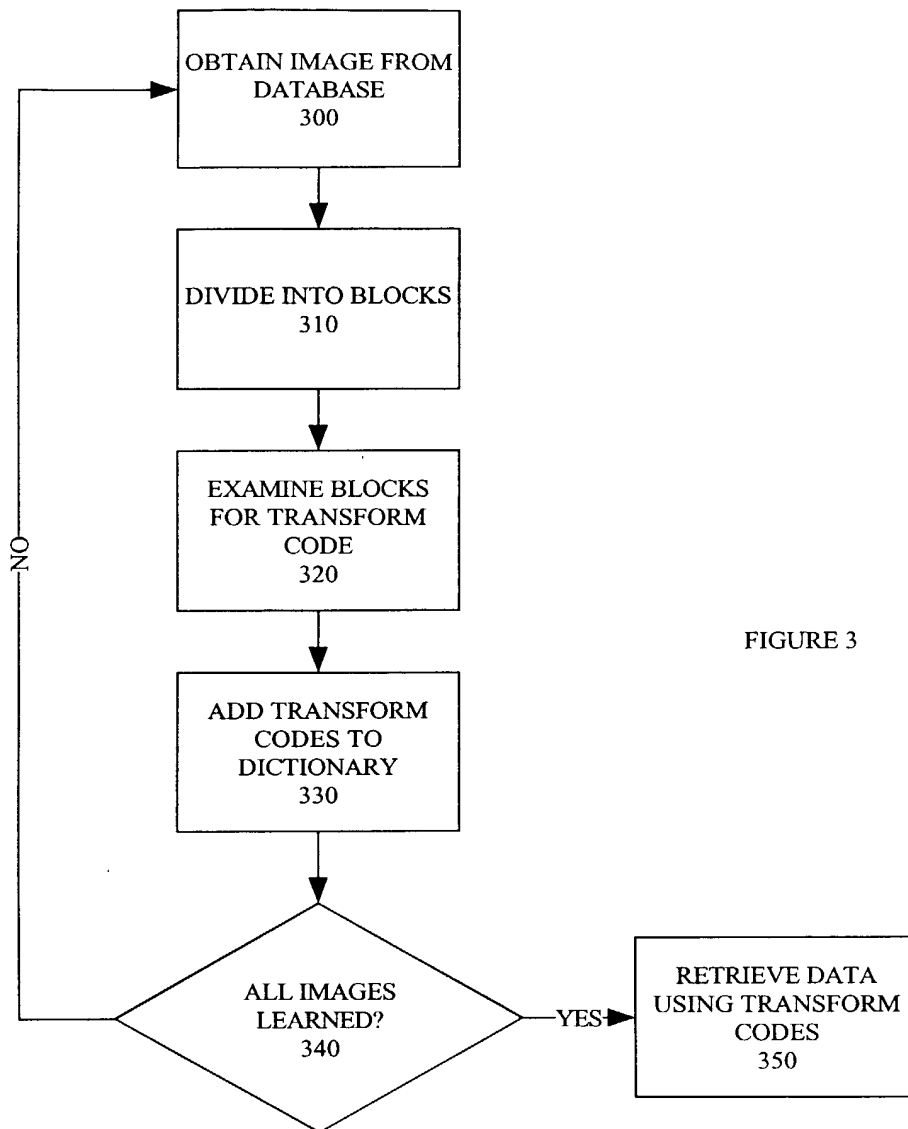 OBTAIN IMAGE FROM
DATABASE
300
DIVIDE INTO BLOCKS
310
EXAMINE BLOCKS
FOR TRANSFORM
CODE
320
NO
FIGURE 3
ADD TRANSFORM
CODES TO
DICTIONARY
330
ALL IMAGES
LEARNED?
340
YES
RETRIEVE DATA
USING TRANSFORM
CODES
350